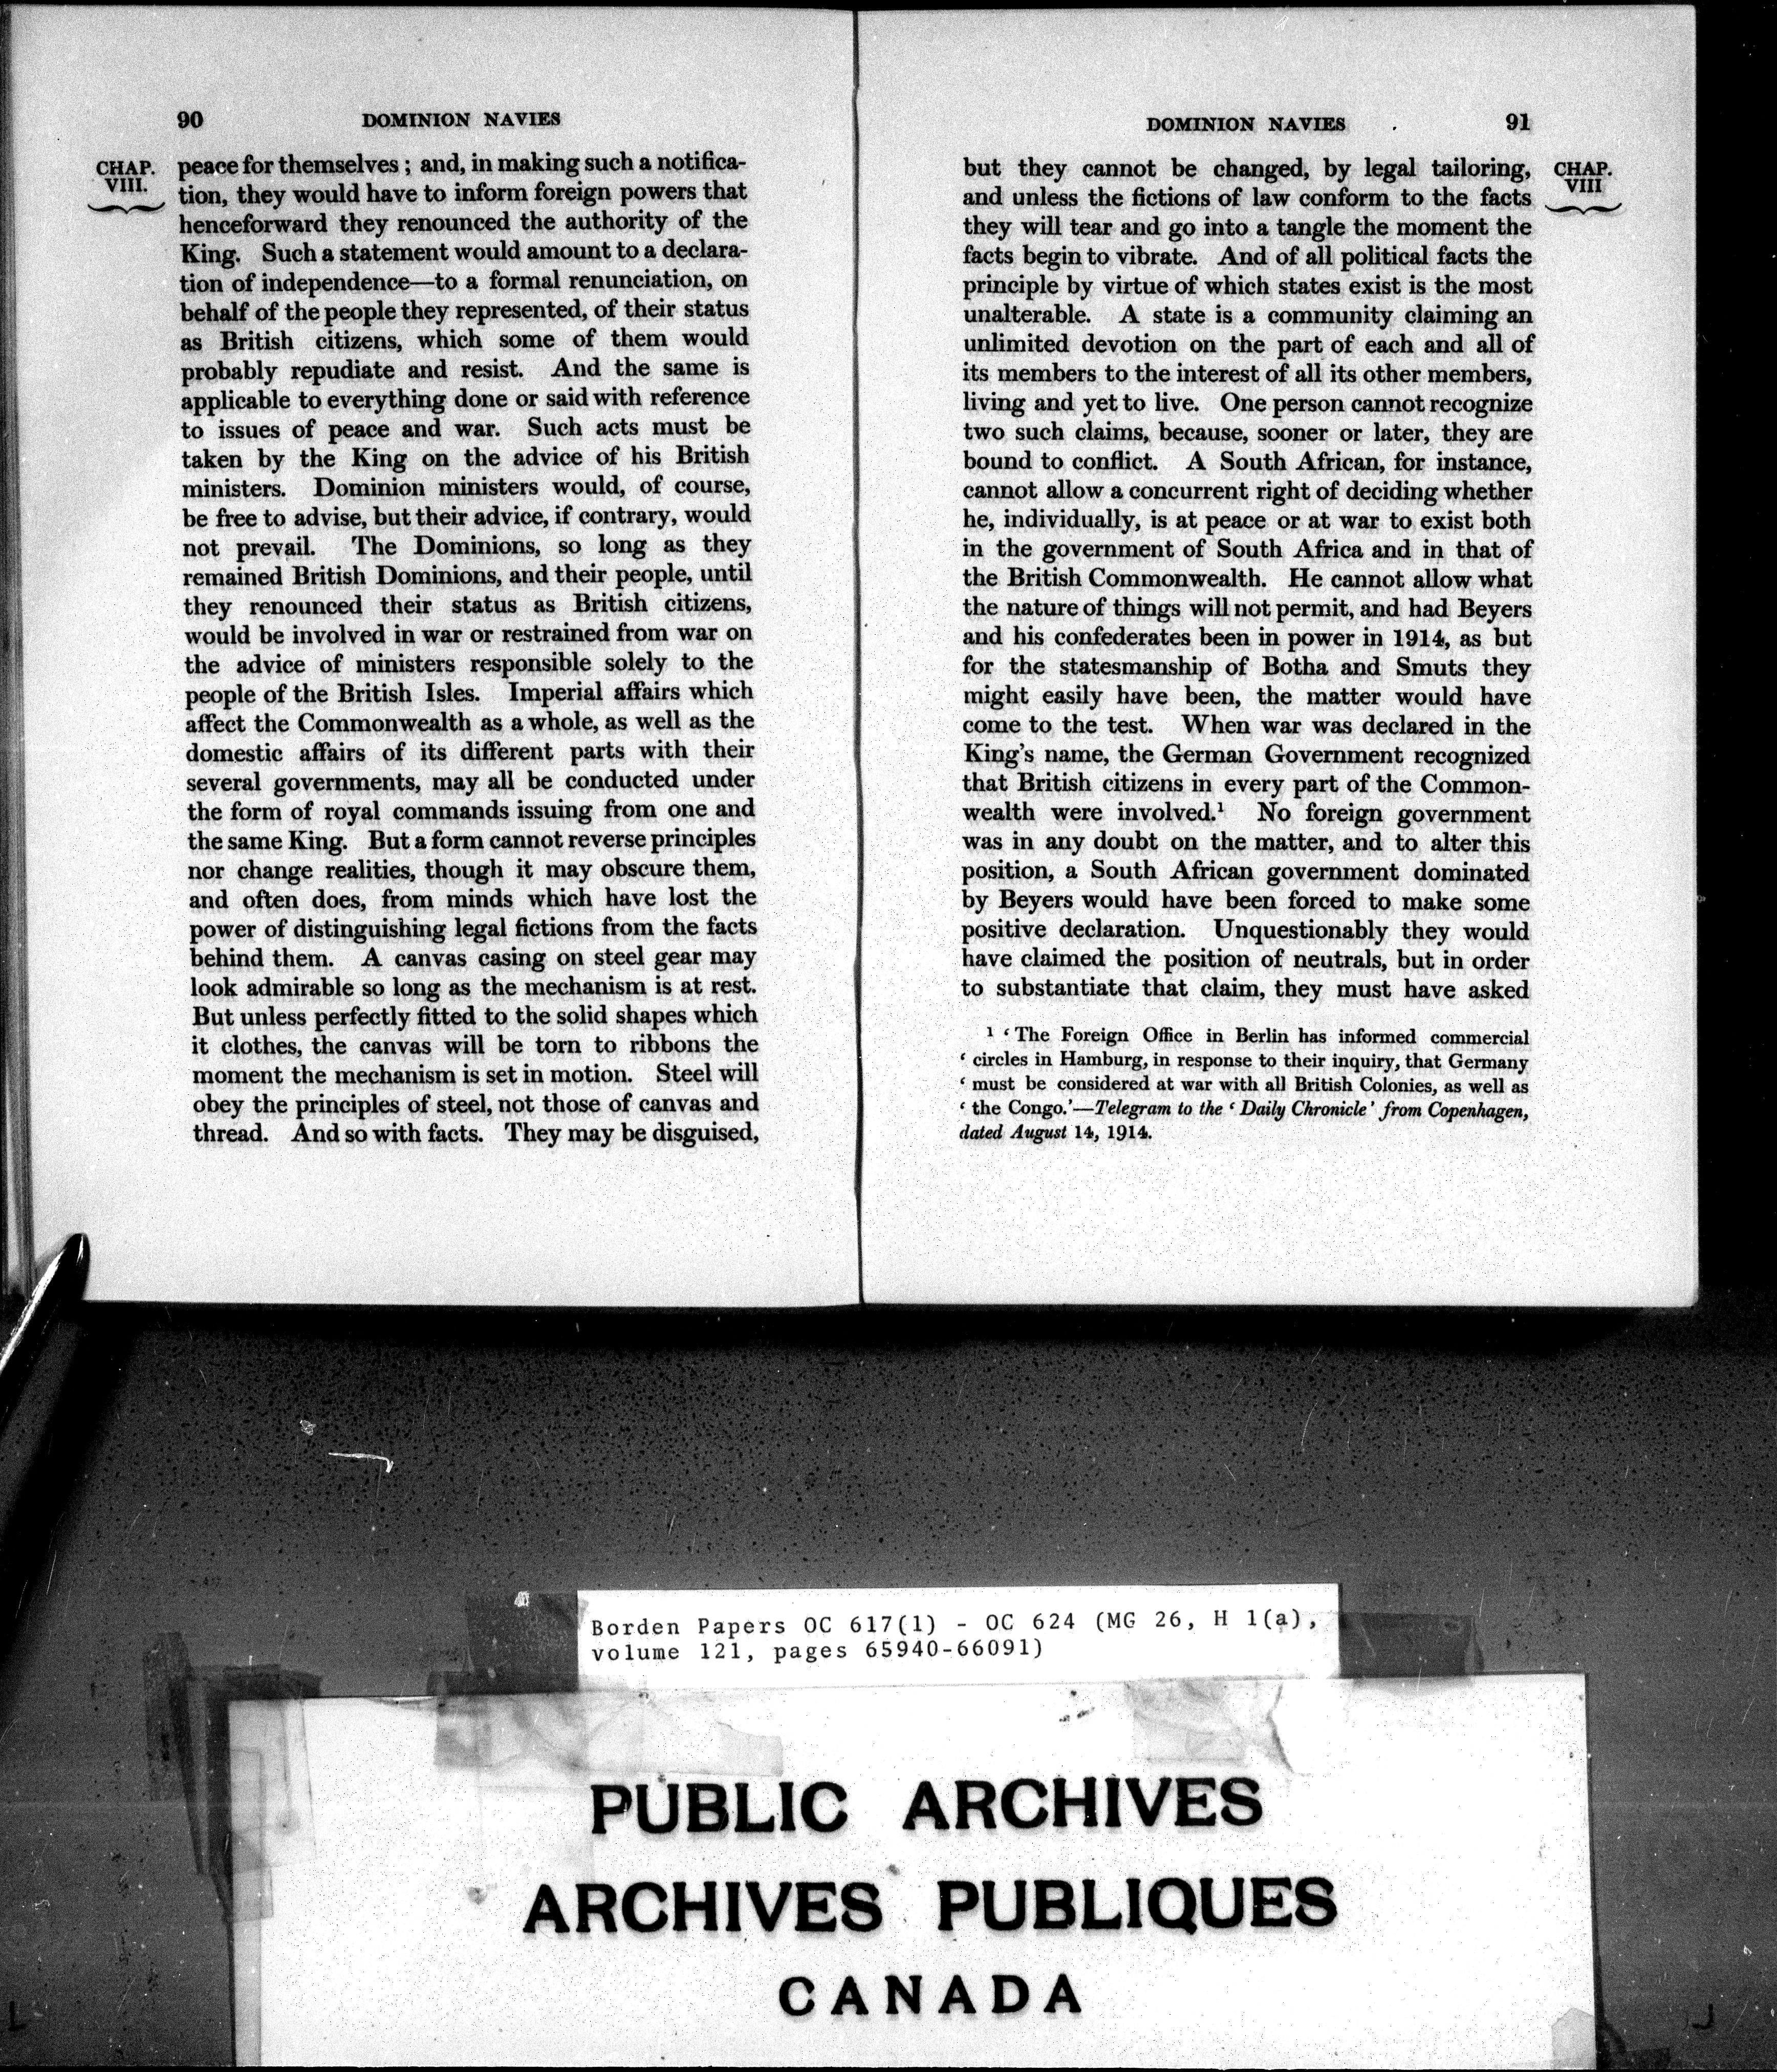 90 DOMINION NAVIES
CHAP.
VIII.
peace for themselves ; and, in making such a notifica-
tion, they would have to inform foreign powers that
henceforward they renounced the authority of the
King. Such a statement would amount to a declara-
tion of independence—to a formal renunciation, on
behalf of the people they represented, of their status
as British citizens, which some of them would
probably repudiate and resist. And the same is
applicable to everything done or said with reference
to issues of peace and war. Such acts must be
taken by the King on the advice of his British
ministers. Dominion ministers would, of course,
be free to advise, but their advice, if contrary, would
not prevail. The Dominions, so long as they
remained British Dominions, and their people, until
they renounced their status as British citizens,
would be involved in war or restrained from war on
the advice of ministers responsible solely to the
people of the British Isles. Imperial affairs which
affect the Commonwealth as a whole, as well as the
domestic affairs of its different parts with their
several governments, may all be conducted under
the form of royal commands issuing from one and
the same King. But a form cannot reverse principles
nor change realities, though it may obscure them,
and often does, from minds which have lost the
power of distinguishing legal fictions from the facts
behind them. A canvas casing on steel gear may
look admirable so long as the mechanism is at rest.
But unless perfectly fitted to the solid shapes which
it clothes, the canvas will be torn to ribbons the
moment the mechanism is set in motion. Steel will
obey the principles of steel, not those of canvas and
thread. And so with facts. They may be disguised,
DOMINION NAVIES 91
CHAP.
VIII
but they cannot be changed, by legal tailoring,
and unless the fictions of law conform to the facts
they will tear and go into a tangle the moment the
facts begin to vibrate. And of all political facts the
principle by virtue of which states exist is the most
unalterable. A state is a community claiming an
unlimited devotion on the part of each and all of
its members to the interest of all its other members,
living and yet to live. One person cannot recognize
two such claims, because, sooner or later, they are
bound to conflict. A South African, for instance,
cannot allow a concurrent right of deciding whether
he, individually, is at peace or at war to exist both
in the government of South Africa and in that of
the British Commonwealth. He cannot allow what
the nature of things will not permit, and had Beyers
and his confederates been in power in 1914, as but
for the statesmanship of Botha and Smuts they
might easily have been, the matter would have
come to the test. When war was declared in the
King's name, the German Government recognized
that British citizens in every part of the Common-
wealth were involved.¹ No foreign government
was in any doubt on the matter, and to alter this
position, a South African government dominated
by Beyers would have been forced to make some
positive declaration. Unquestionably they would
have claimed the position of neutrals, but in order
to substantiate that claim, they must have asked
¹ ‘ The Foreign Office in Berlin has informed commercial
‘ circles in Hamburg, in response to their inquiry, that Germany
‘ must be considered at war with all British Colonies, as well as
‘ the Congo.’—Telegram to the ‘ Daily Chronicle ’ from Copenhagen,
dated August 14, 1914.
Borden Papers OC 617(1) - OC 624 (MG 26, H 1(a),
volume 121, pages 65940-66091)
PUBLIC ARCHIVES
ARCHIVES PUBLIQUES
CANADA